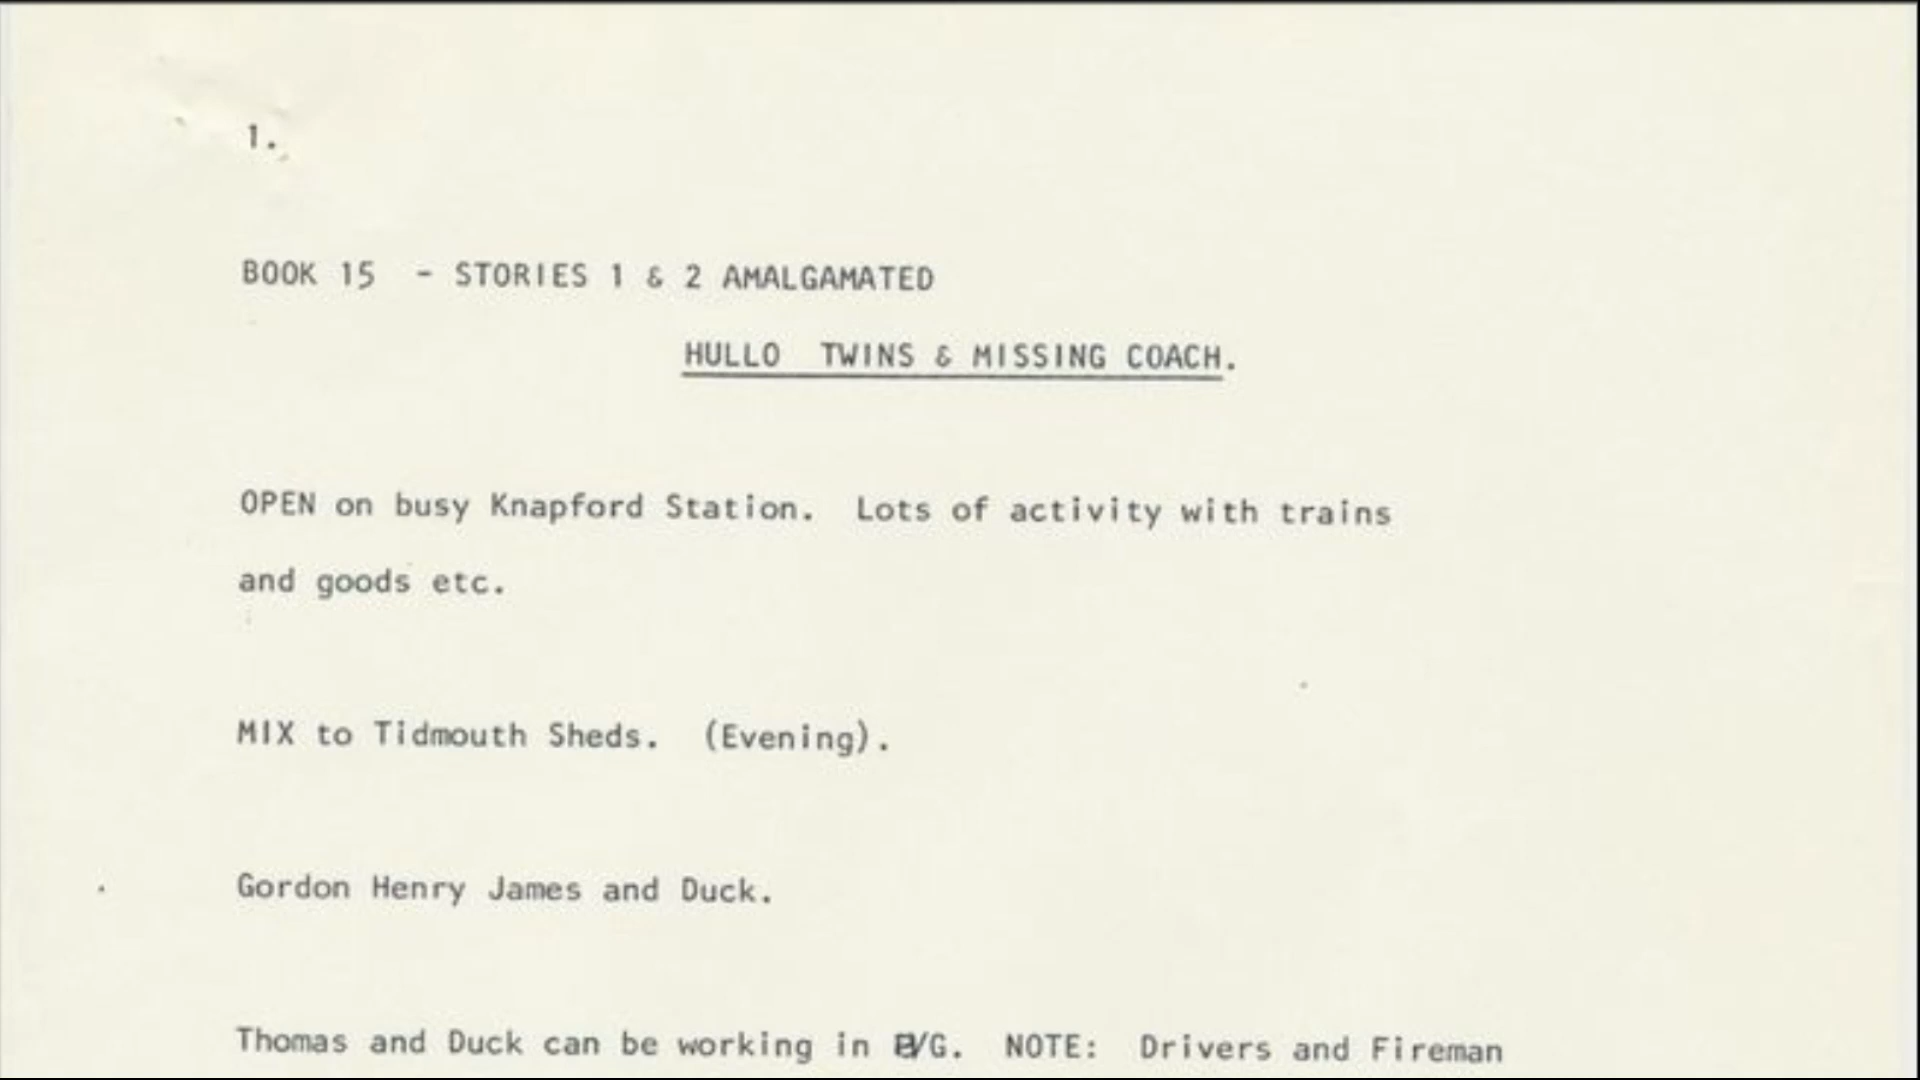 1.
BOOK 15  - STORIES 1 & 2 AMALGAMATED
HULLO  TWINS & MISSING COACH.
OPEN on busy Knapford Station.  Lots of activity with trains
and goods etc.
MIX to Tidmouth Sheds.  (Evening).
Gordon Henry James and Duck.
Thomas and Duck can be working in B/G.  NOTE:  Drivers and Fireman